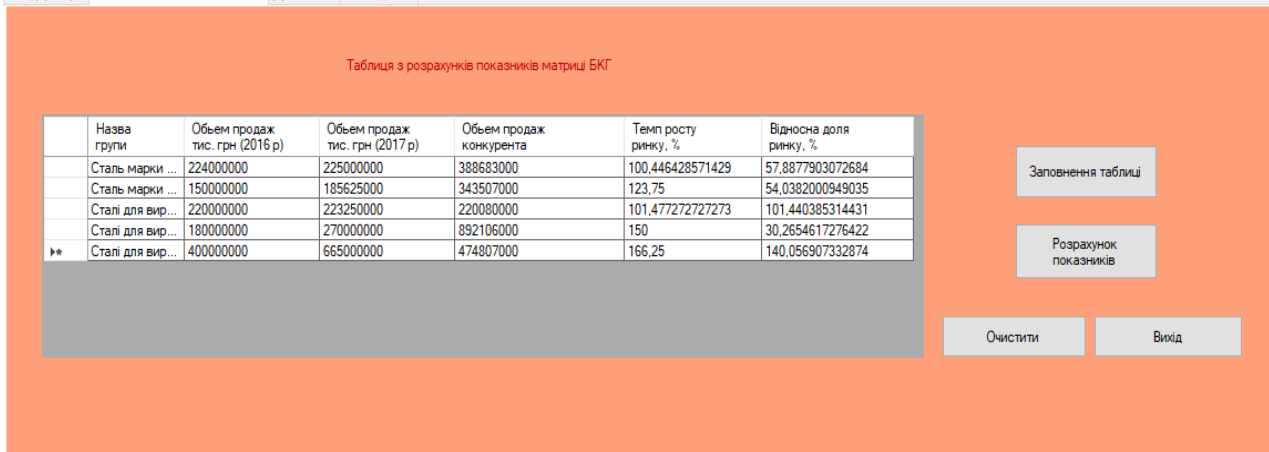 Таблиця з розрахунків показників матриці БКГ
Назва групи Обьем продаж тис. грн (2016 р) Обьем продаж тис. грн (2017 р) Обьем продаж конкурента Темп росту ринку, % Відносна доля ринку, %
Сталь марки ... 224000000 225000000 388683000 100,446428571429 57,8877903072684
Сталь марки ... 150000000 185625000 343507000 123,75 54,0382000949035
Сталі для вир... 220000000 223250000 220080000 101,477272727273 101,440385314431
Сталі для вир... 180000000 270000000 892106000 150 30,2654617276422
Сталі для вир... 400000000 665000000 474807000 166,25 140,056907332874
Заповнення таблиці
Розрахунок
показників
Очистити Вихід